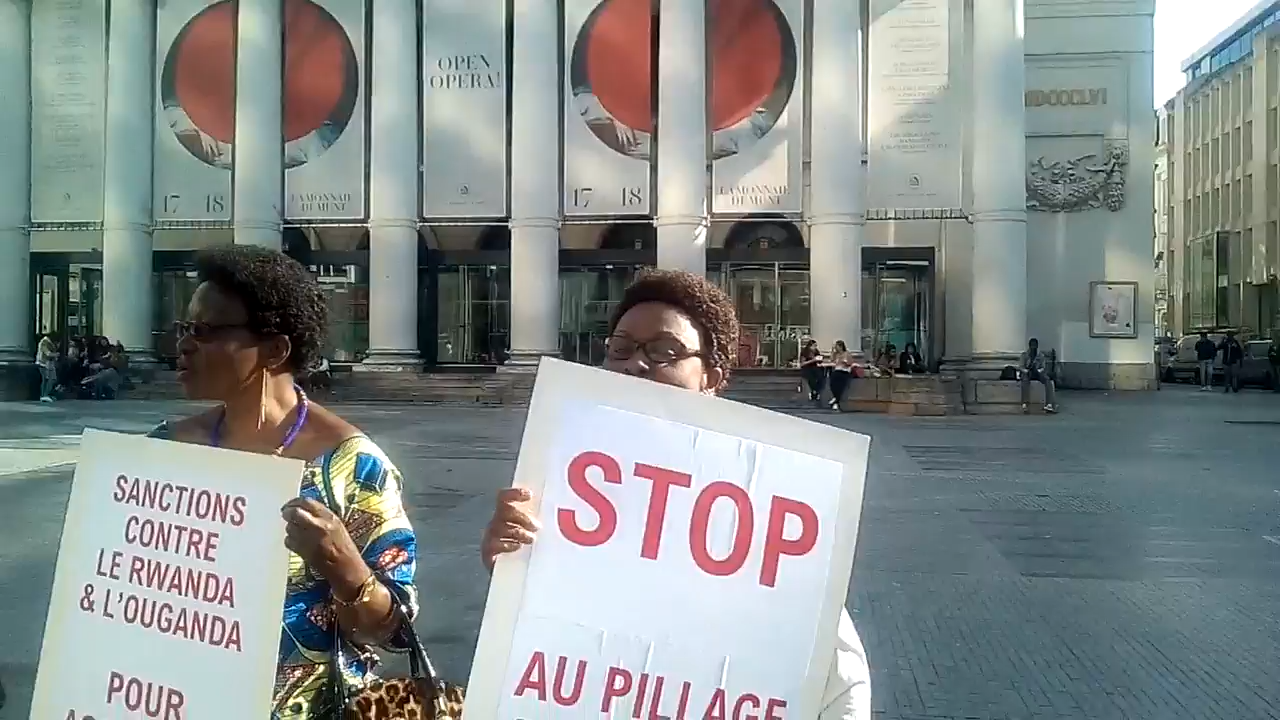 OPEN
OPERA!
17 18
LA MONNAIE
DE MUNT
17 18
LA MONNAIE
DE MUNT
SANCTIONS
CONTRE
LE RWANDA
& L'OUGANDA
POUR
STOP
AU PILLAGE